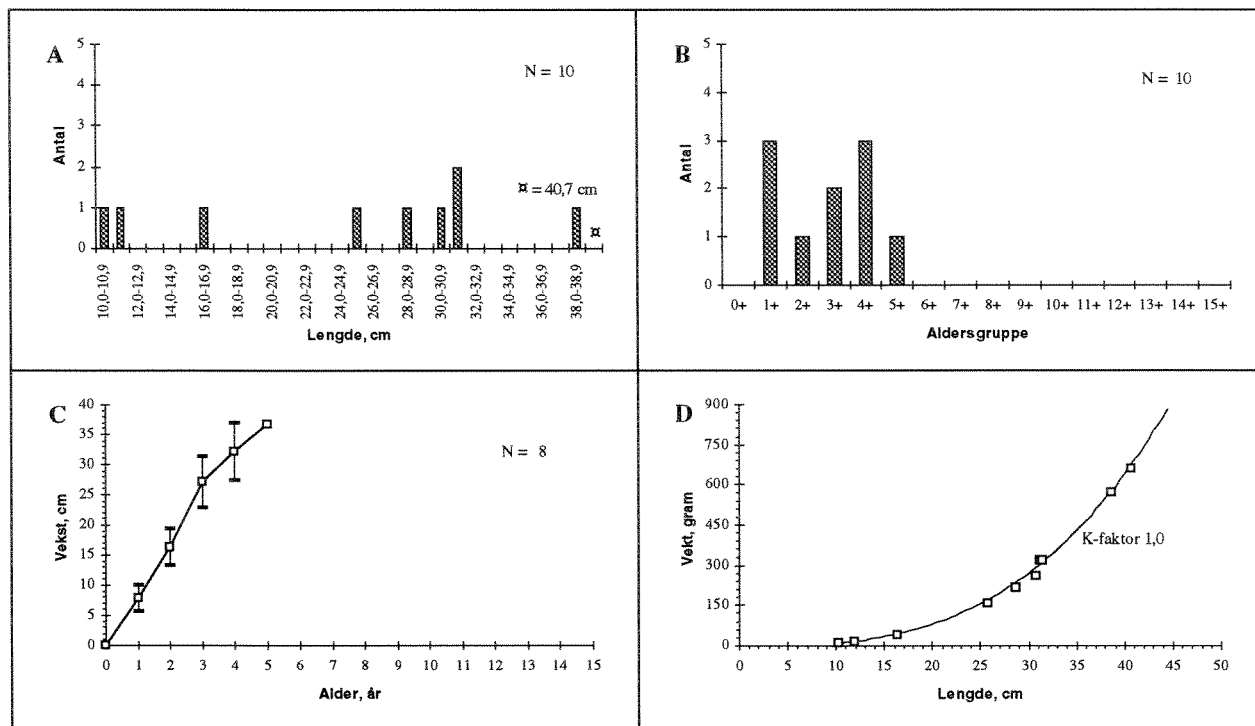 A
N = 10
Antal
5
4
3
2
1
0
¤ = 40,7 cm
¤
10,0-10,9
12,0-12,9
14,0-14,9
16,0-16,9
18,0-18,9
20,0-20,9
22,0-22,9
24,0-24,9
26,0-26,9
28,0-28,9
30,0-30,9
32,0-32,9
34,0-34,9
36,0-36,9
38,0-38,9
Lengde, cm
B
N = 10
Antal
5
4
3
2
1
0
0+ 1+ 2+ 3+ 4+ 5+ 6+ 7+ 8+ 9+ 10+ 11+ 12+ 13+ 14+ 15+
Aldersgruppe
C
N = 8
Vekst, cm
40
35
30
25
20
15
10
5
0
0 1 2 3 4 5 6 7 8 9 10 11 12 13 14 15
Alder, år
D
Vekt, gram
900
750
600
450
300
150
0
K-faktor 1,0
0 5 10 15 20 25 30 35 40 45 50
Lengde, cm